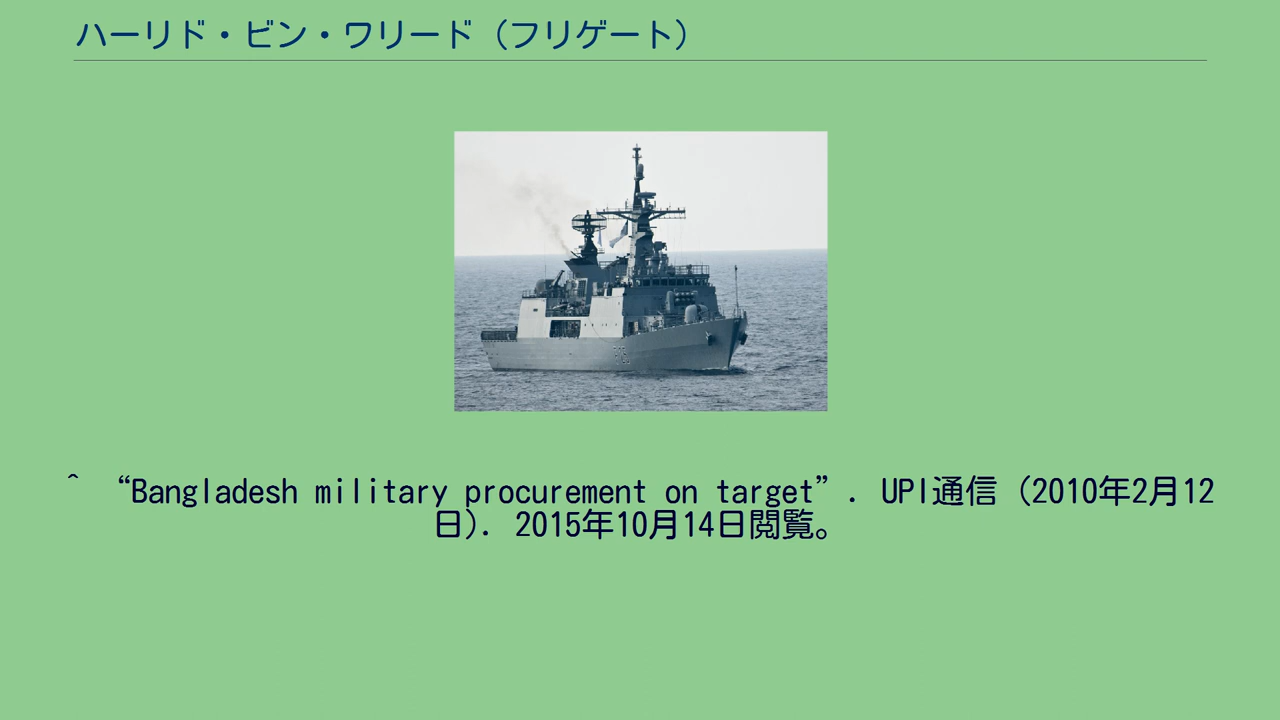 ハーリド・ビン・ワリード（フリゲート）
^ “Bangladesh military procurement on target”. UPI通信 (2010年2月12
日). 2015年10月14日閲覧。